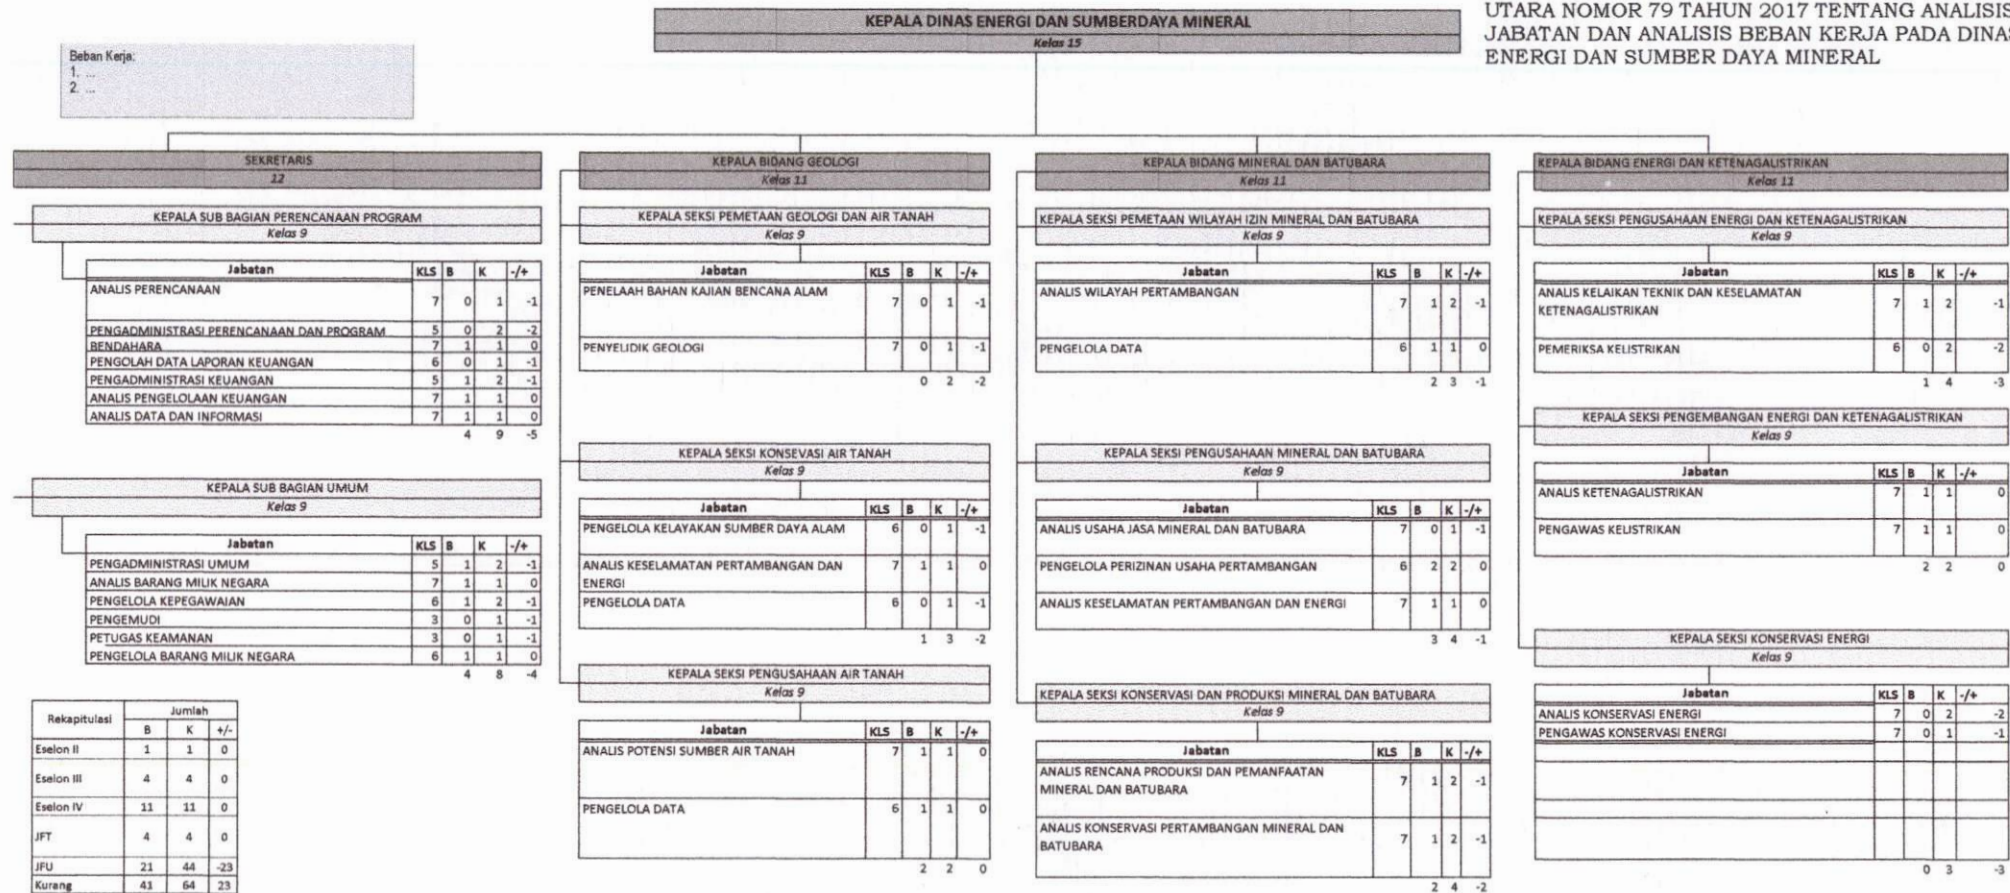 UTARA NOMOR 79 TAHUN 2017 TENTANG ANALISIS
JABATAN DAN ANALISIS BEBAN KERJA PADA DINAS
ENERGI DAN SUMBER DAYA MINERAL
KEPALA DINAS ENERGI DAN SUMBERDAYA MINERAL
Kelas 15
Beban Kerja:
1. ...
2. ...
SEKRETARIS
12
KEPALA SUB BAGIAN PERENCANAAN PROGRAM
Kelas 9
Jabatan KLS B K -/+
ANALIS PERENCANAAN 7 0 1 -1
PENGADMINISTRASI PERENCANAAN DAN PROGRAM 5 0 2 -2
BENDAHARA 7 1 1 0
PENGOLAH DATA LAPORAN KEUANGAN 6 0 1 -1
PENGADMINISTRASI KEUANGAN 5 1 2 -1
ANALIS PENGELOLAAN KEUANGAN 7 1 1 0
ANALIS DATA DAN INFORMASI 7 1 1 0
4 9 -5
KEPALA SUB BAGIAN UMUM
Kelas 9
Jabatan KLS B K -/+
PENGADMINISTRASI UMUM 5 1 2 -1
ANALIS BARANG MILIK NEGARA 7 1 1 0
PENGELOLA KEPEGAWAIAN 6 1 2 -1
PENGEMUDI 3 0 1 -1
PETUGAS KEAMANAN 3 0 1 -1
PENGELOLA BARANG MILIK NEGARA 6 1 1 0
4 8 -4
Rekapitulasi Jumlah
B K +/-
Eselon II 1 1 0
Eselon III 4 4 0
Eselon IV 11 11 0
JFT 4 4 0
JFU 21 44 -23
Kurang 41 64 23
KEPALA BIDANG GEOLOGI
Kelas 11
KEPALA SEKSI PEMETAAN GEOLOGI DAN AIR TANAH
Kelas 9
Jabatan KLS B K -/+
PENELAAH BAHAN KAJIAN BENCANA ALAM 7 0 1 -1
PENYELIDIK GEOLOGI 7 0 1 -1
0 2 -2
KEPALA SEKSI KONSEVASI AIR TANAH
Kelas 9
Jabatan KLS B K -/+
PENGELOLA KELAYAKAN SUMBER DAYA ALAM 6 0 1 -1
ANALIS KESELAMATAN PERTAMBANGAN DAN
ENERGI 7 1 1 0
PENGELOLA DATA 6 0 1 -1
1 3 -2
KEPALA SEKSI PENGUSAHAAN AIR TANAH
Kelas 9
Jabatan KLS B K -/+
ANALIS POTENSI SUMBER AIR TANAH 7 1 1 0
PENGELOLA DATA 6 1 1 0
2 2 0
KEPALA BIDANG MINERAL DAN BATUBARA
Kelas 11
KEPALA SEKSI PEMETAAN WILAYAH IZIN MINERAL DAN BATUBARA
Kelas 9
Jabatan KLS B K -/+
ANALIS WILAYAH PERTAMBANGAN 7 1 2 -1
PENGELOLA DATA 6 1 1 0
2 3 -1
KEPALA SEKSI PENGUSAHAAN MINERAL DAN BATUBARA
Kelas 9
Jabatan KLS B K -/+
ANALIS USAHA JASA MINERAL DAN BATUBARA 7 0 1 -1
PENGELOLA PERIZINAN USAHA PERTAMBANGAN 6 2 2 0
ANALIS KESELAMATAN PERTAMBANGAN DAN ENERGI 7 1 1 0
3 4 -1
KEPALA SEKSI KONSERVASI DAN PRODUKSI MINERAL DAN BATUBARA
Kelas 9
Jabatan KLS B K -/+
ANALIS RENCANA PRODUKSI DAN PEMANFAATAN
MINERAL DAN BATUBARA 7 1 2 -1
ANALIS KONSERVASI PERTAMBANGAN MINERAL DAN
BATUBARA 7 1 2 -1
2 4 -2
KEPALA BIDANG ENERGI DAN KETENAGALISTRIKAN
Kelas 11
KEPALA SEKSI PENGUSAHAAN ENERGI DAN KETENAGALISTRIKAN
Kelas 9
Jabatan KLS B K -/+
ANALIS KELAIKAN TEKNIK DAN KESELAMATAN
KETENAGALISTRIKAN 7 1 2 -1
PEMERIKSA KELISTRIKAN 6 0 2 -2
1 4 -3
KEPALA SEKSI PENGEMBANGAN ENERGI DAN KETENAGALISTRIKAN
Kelas 9
Jabatan KLS B K -/+
ANALIS KETENAGALISTRIKAN 7 1 1 0
PENGAWAS KELISTRIKAN 7 1 1 0
2 2 0
KEPALA SEKSI KONSERVASI ENERGI
Kelas 9
Jabatan KLS B K -/+
ANALIS KONSERVASI ENERGI 7 0 2 -2
PENGAWAS KONSERVASI ENERGI 7 0 1 -1
0 3 -3